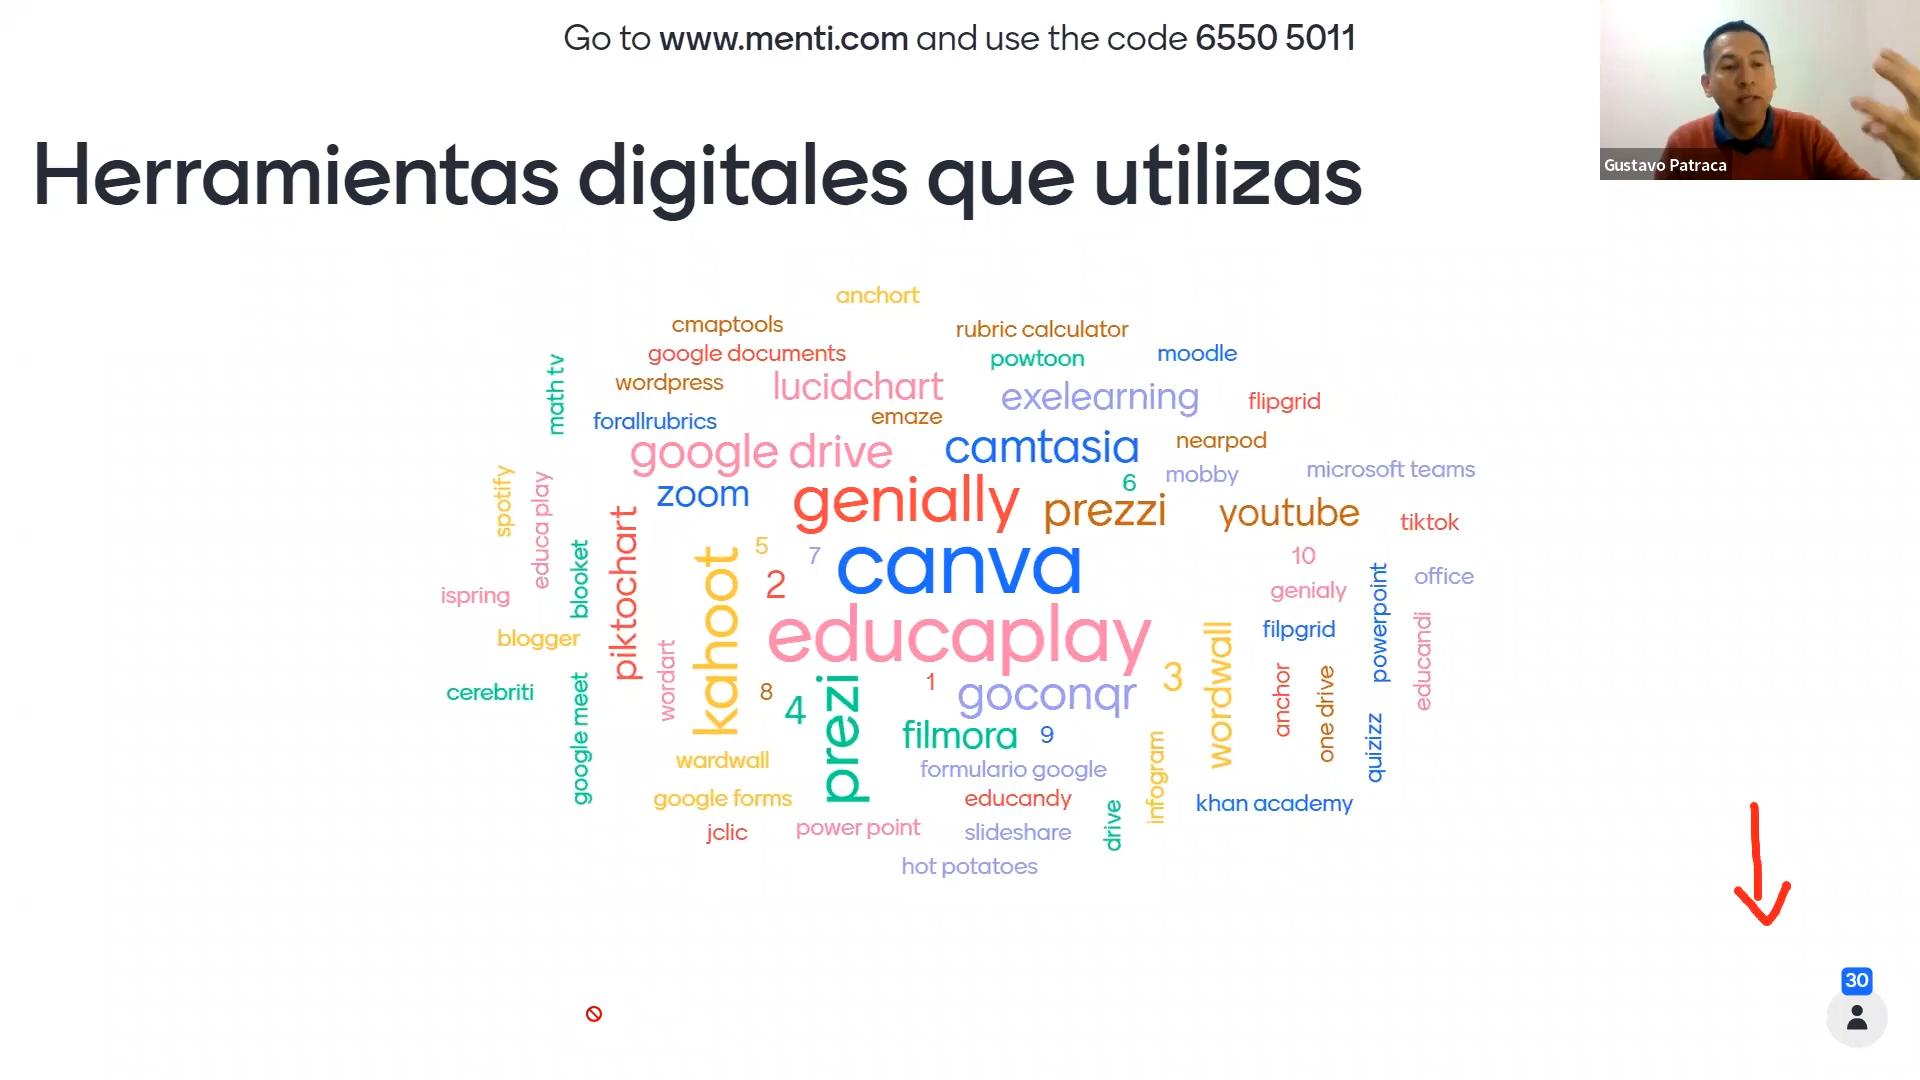 Go to www.menti.com and use the code 6550 5011
Gustavo Patraca
Herramientas digitales que utilizas
anchort
cmaptools
rubric calculator
google documents
powtoon
moodle
math tv
wordpress
lucidchart
exelearning
flipgrid
forallrubrics
emaze
google drive
camtasia
nearpod
spotify
educa play
zoom
genially
6
mobby
microsoft teams
prezzi
youtube
tiktok
blooket
piktochart
kahoot
5
7
canva
10
office
ispring
2
genialy
powerpoint
educandi
blogger
wordart
educaplay
wordwall
filpgrid
cerebriti
google meet
8
4
prezi
1
goconqr
3
anchor
one drive
quizizz
filmora
9
wardwall
formulario google
infogram
google forms
educandy
drive
khan academy
jclic
power point
slideshare
hot potatoes
30